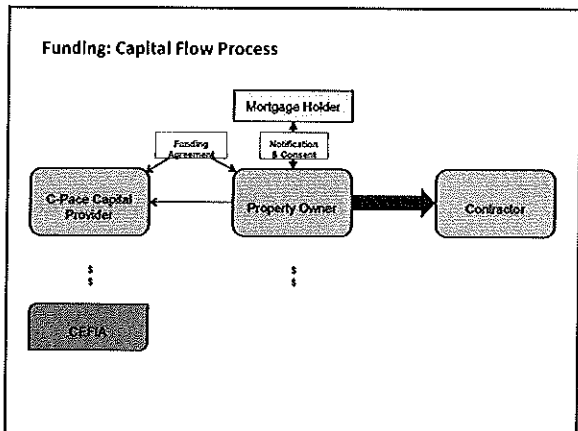 Funding: Capital Flow Process
Mortgage Holder
Funding
Agreement
Notification
& Consent
C-Pace Capital
Provider
Property Owner
Contractor
$
$
$
$
CEFIA